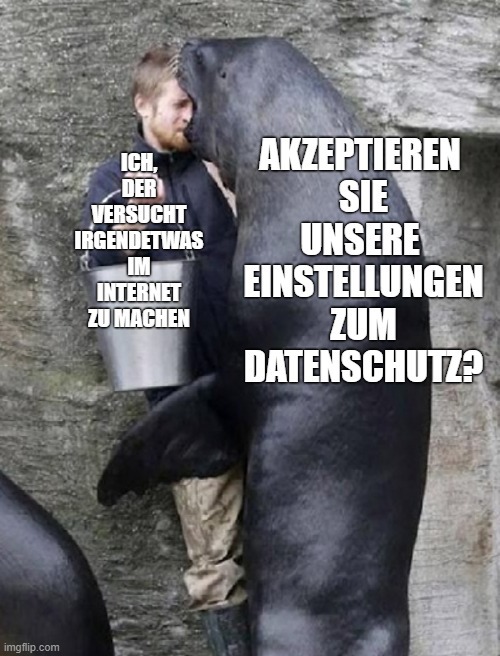 ICH,
DER
VERSUCHT
IRGENDETWAS
IM
INTERNET
ZU MACHEN
AKZEPTIEREN
SIE
UNSERE
EINSTELLUNGEN
ZUM
DATENSCHUTZ?
imgflip.com